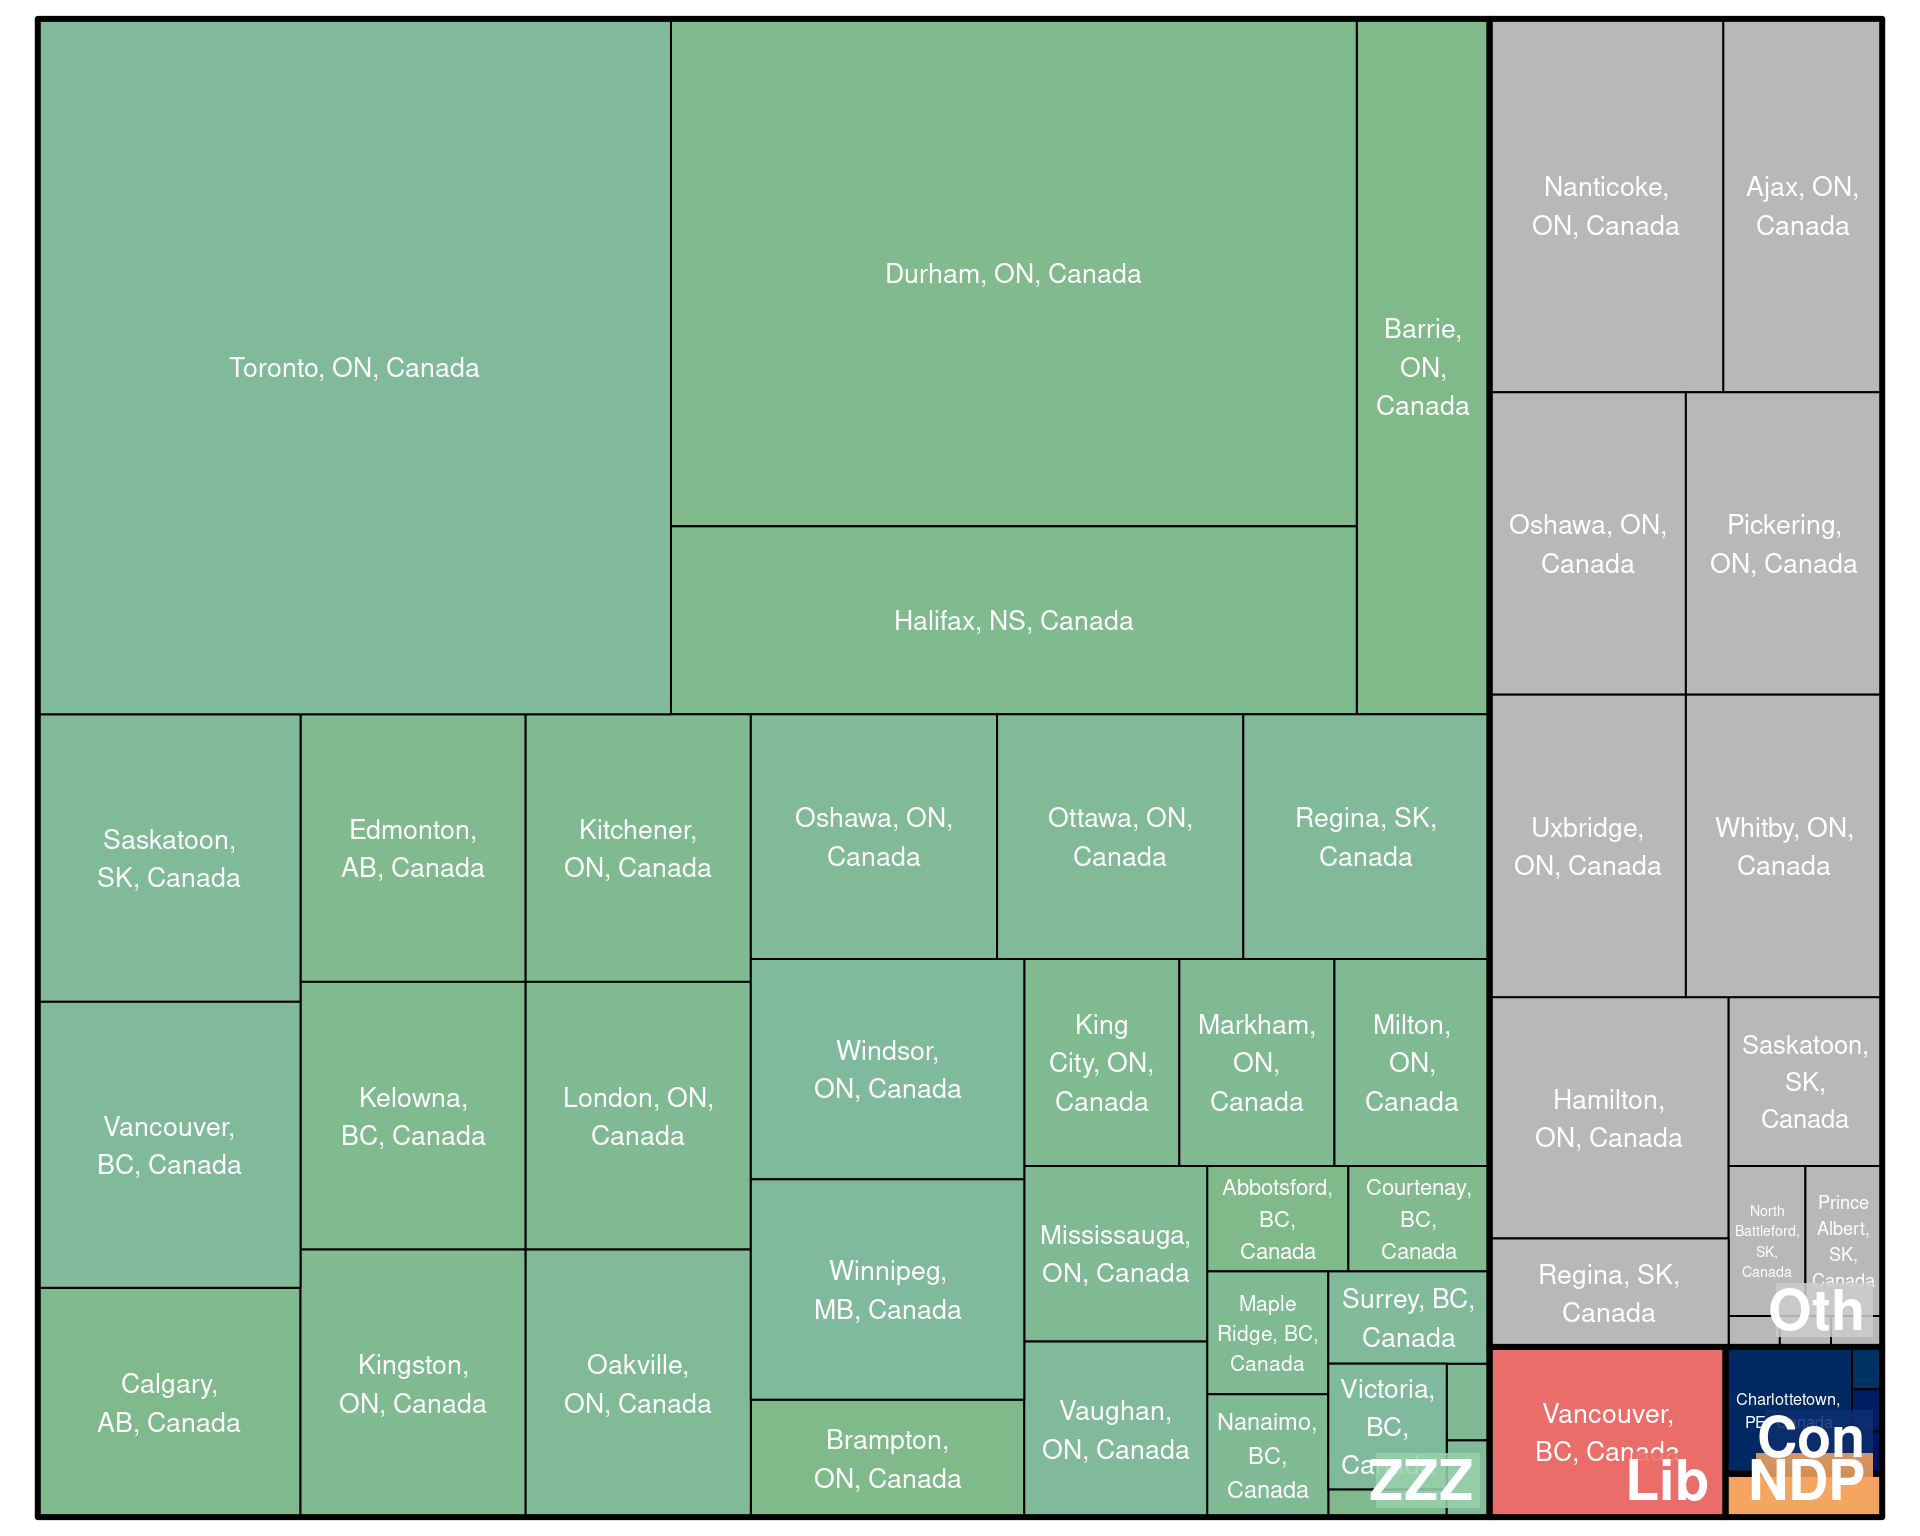 Toronto, ON, Canada
Durham, ON, Canada
Barrie,
ON,
Canada
Halifax, NS, Canada
Saskatoon,
SK, Canada
Edmonton,
AB, Canada
Kitchener,
ON, Canada
Oshawa, ON,
Canada
Ottawa, ON,
Canada
Regina, SK,
Canada
Vancouver,
BC, Canada
Kelowna,
BC, Canada
London, ON,
Canada
Windsor,
ON, Canada
King
City, ON,
Canada
Markham,
ON,
Canada
Milton,
ON,
Canada
Calgary,
AB, Canada
Kingston,
ON, Canada
Oakville,
ON, Canada
Winnipeg,
MB, Canada
Brampton,
ON, Canada
Mississauga,
ON, Canada
Vaughan,
ON, Canada
Abbotsford,
BC,
Canada
Courtenay,
BC,
Canada
Maple
Ridge, BC,
Canada
Surrey, BC,
Canada
Nanaimo,
BC,
Canada
Victoria,
BC,
Canada
ZZZ
Nanticoke,
ON, Canada
Ajax, ON,
Canada
Oshawa, ON,
Canada
Pickering,
ON, Canada
Uxbridge,
ON, Canada
Whitby, ON,
Canada
Hamilton,
ON, Canada
Saskatoon,
SK,
Canada
North
Battleford,
SK,
Canada
Prince
Albert,
SK,
Canada
Regina, SK,
Canada
Oth
Vancouver,
BC, Canada
Lib
Charlottetown,
PE, Canada
Con
NDP